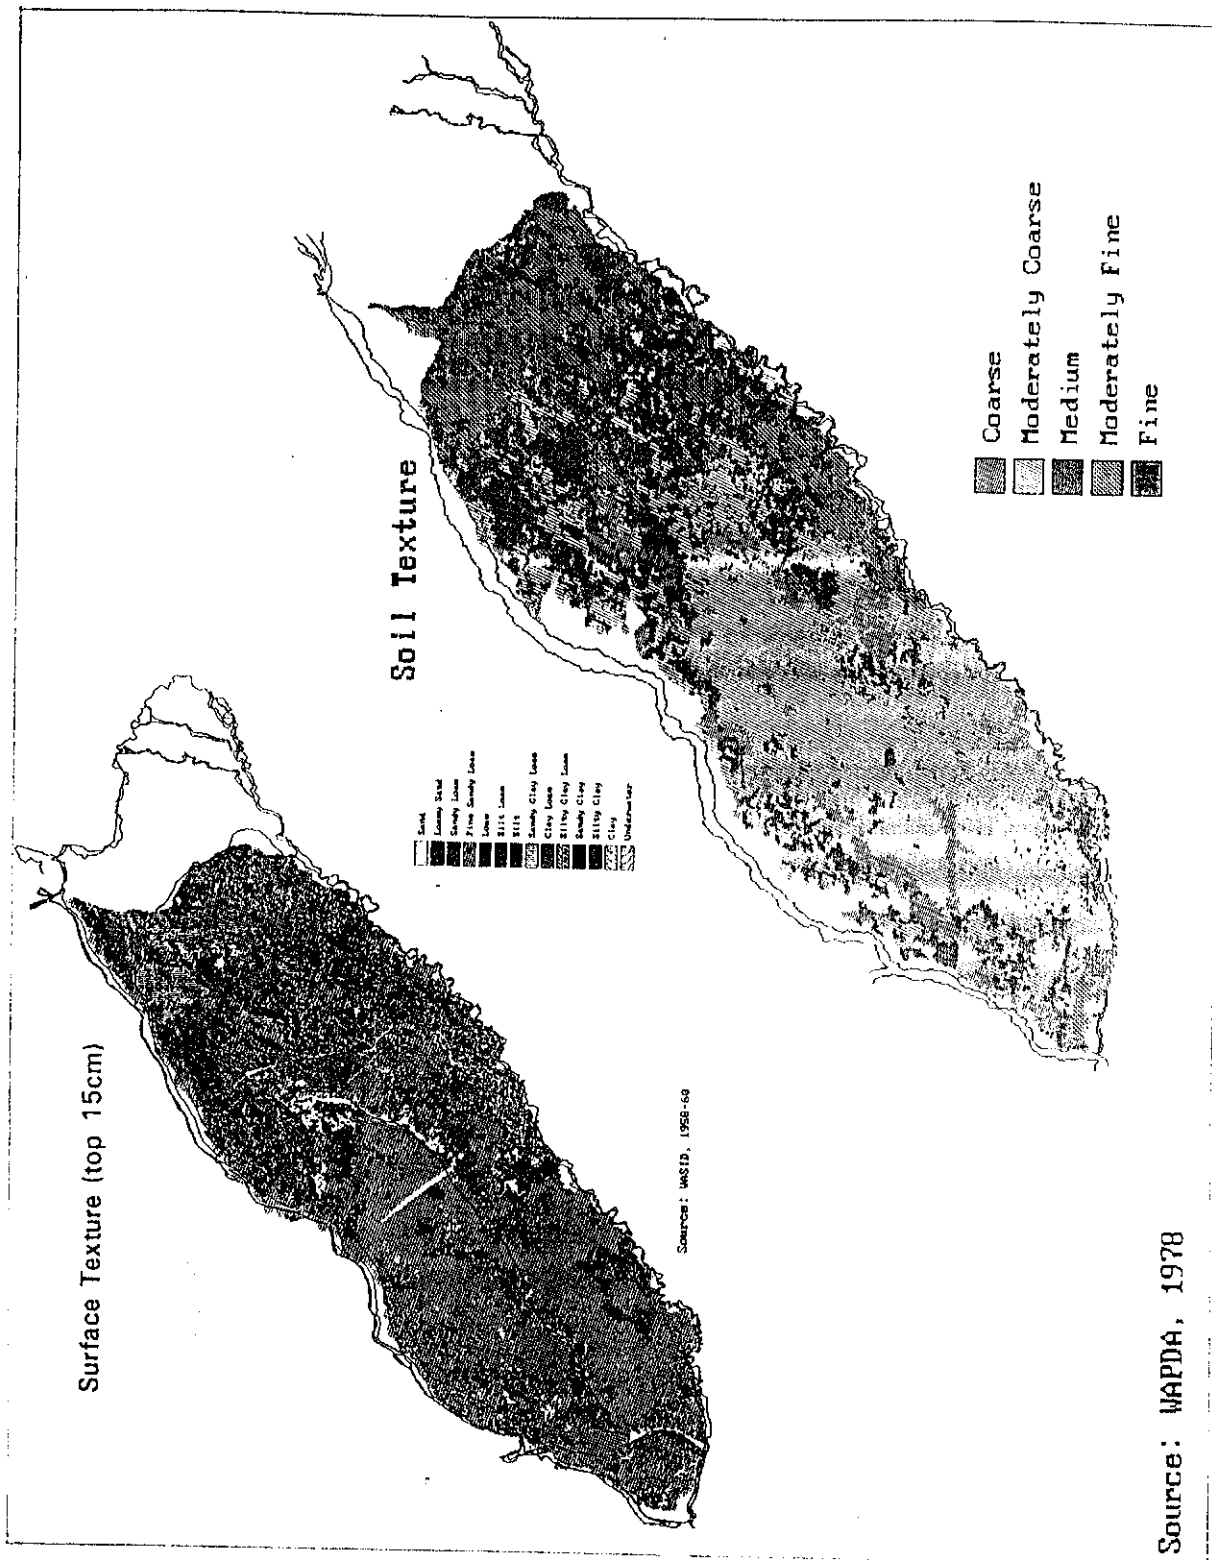 Surface Texture (top 15cm)
Sand
Loamy Sand
Sandy Loam
Fine Sandy Loam
Loam
Silt Loam
Silt
Sandy Clay Loam
Clay Loam
Silty Clay Loam
Sandy Clay
Silty Clay
Clay
Underwater
Source: WASID, 1958-60
Soil Texture
Coarse
Moderately Coarse
Medium
Moderately Fine
Fine
Source: WAPDA, 1978